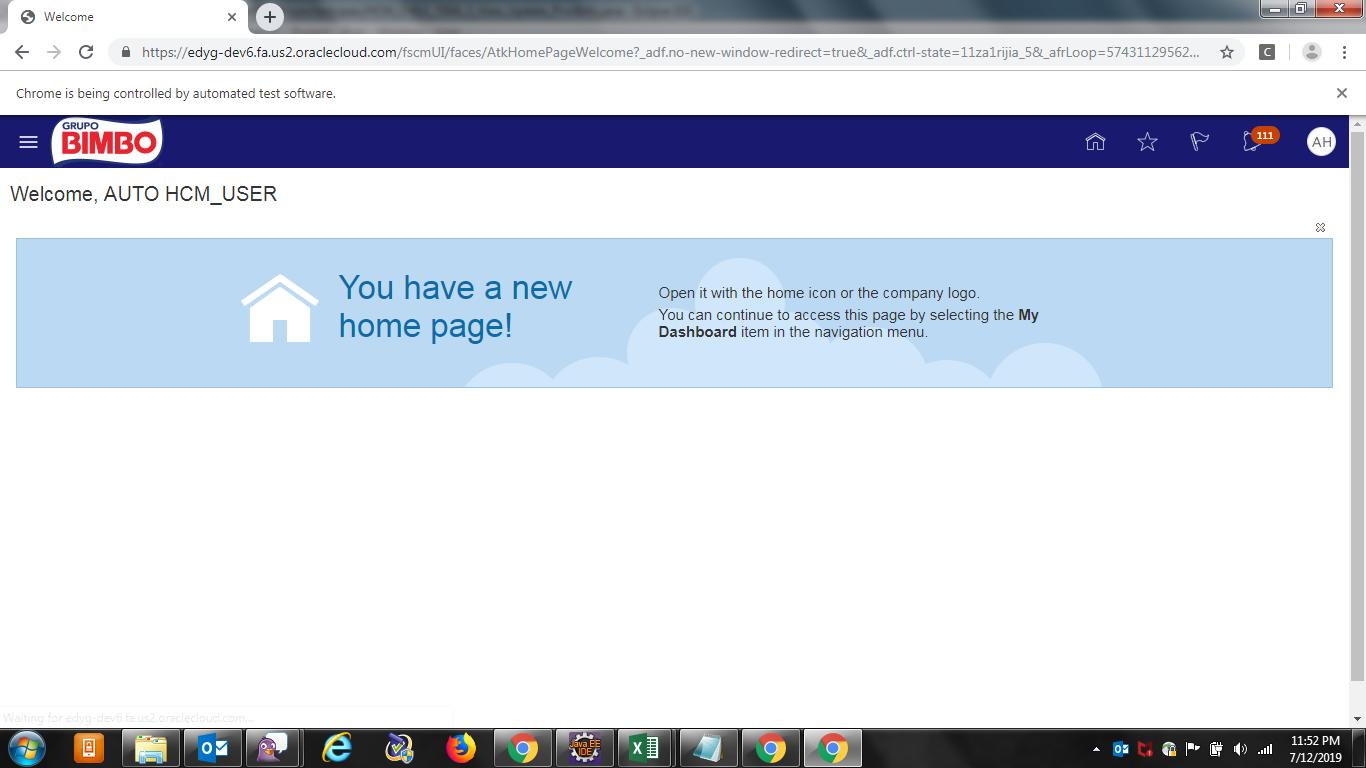 Welcome
https://edyg-dev6.fa.us2.oraclecloud.com/fscmUI/faces/AtkHomePageWelcome?_adf.no-new-window-redirect=true&_adf.ctrl-state=11za1rijia_5&_afrLoop=57431129562...
C
Chrome is being controlled by automated test software.
GRUPO
BIMBO
111
AH
Welcome, AUTO HCM_USER
You have a new
home page!
Open it with the home icon or the company logo.
You can continue to access this page by selecting the My
Dashboard item in the navigation menu.
Waiting for edyg-dev6.fa.us2.oraclecloud.com...
Java EE
IDE
11:52 PM
7/12/2019